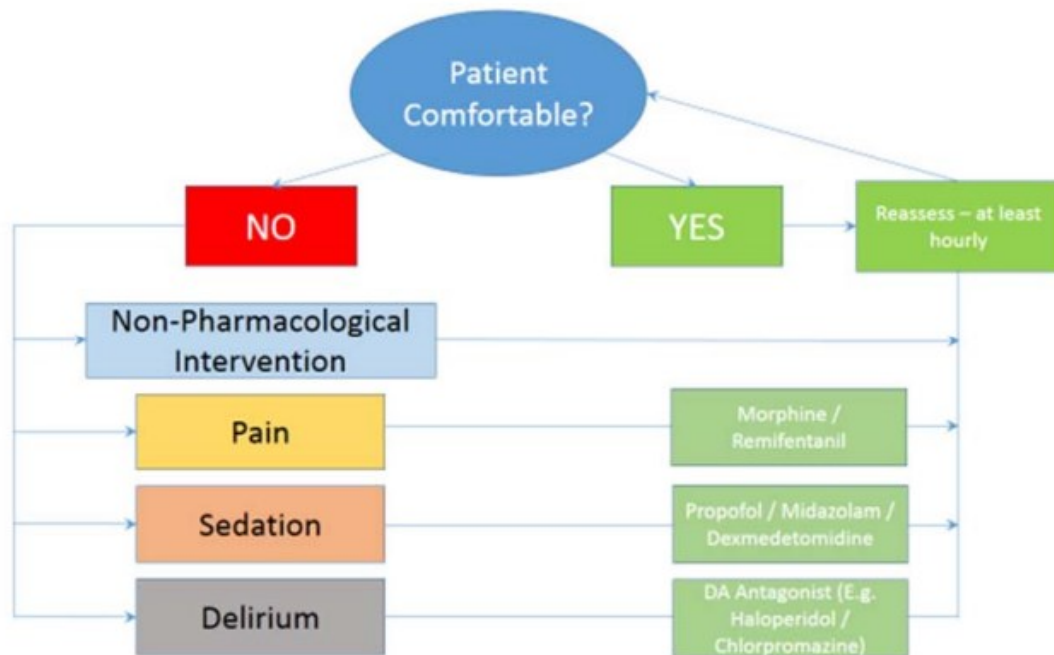 Patient
Comfortable?
NO
YES
Reassess – at least
hourly
Non-Pharmacological
Intervention
Pain
Morphine /
Remifentanil
Sedation
Propofol / Midazolam /
Dexmedetomidine
Delirium
DA Antagonist (E.g.
Haloperidol /
Chlorpromazine)